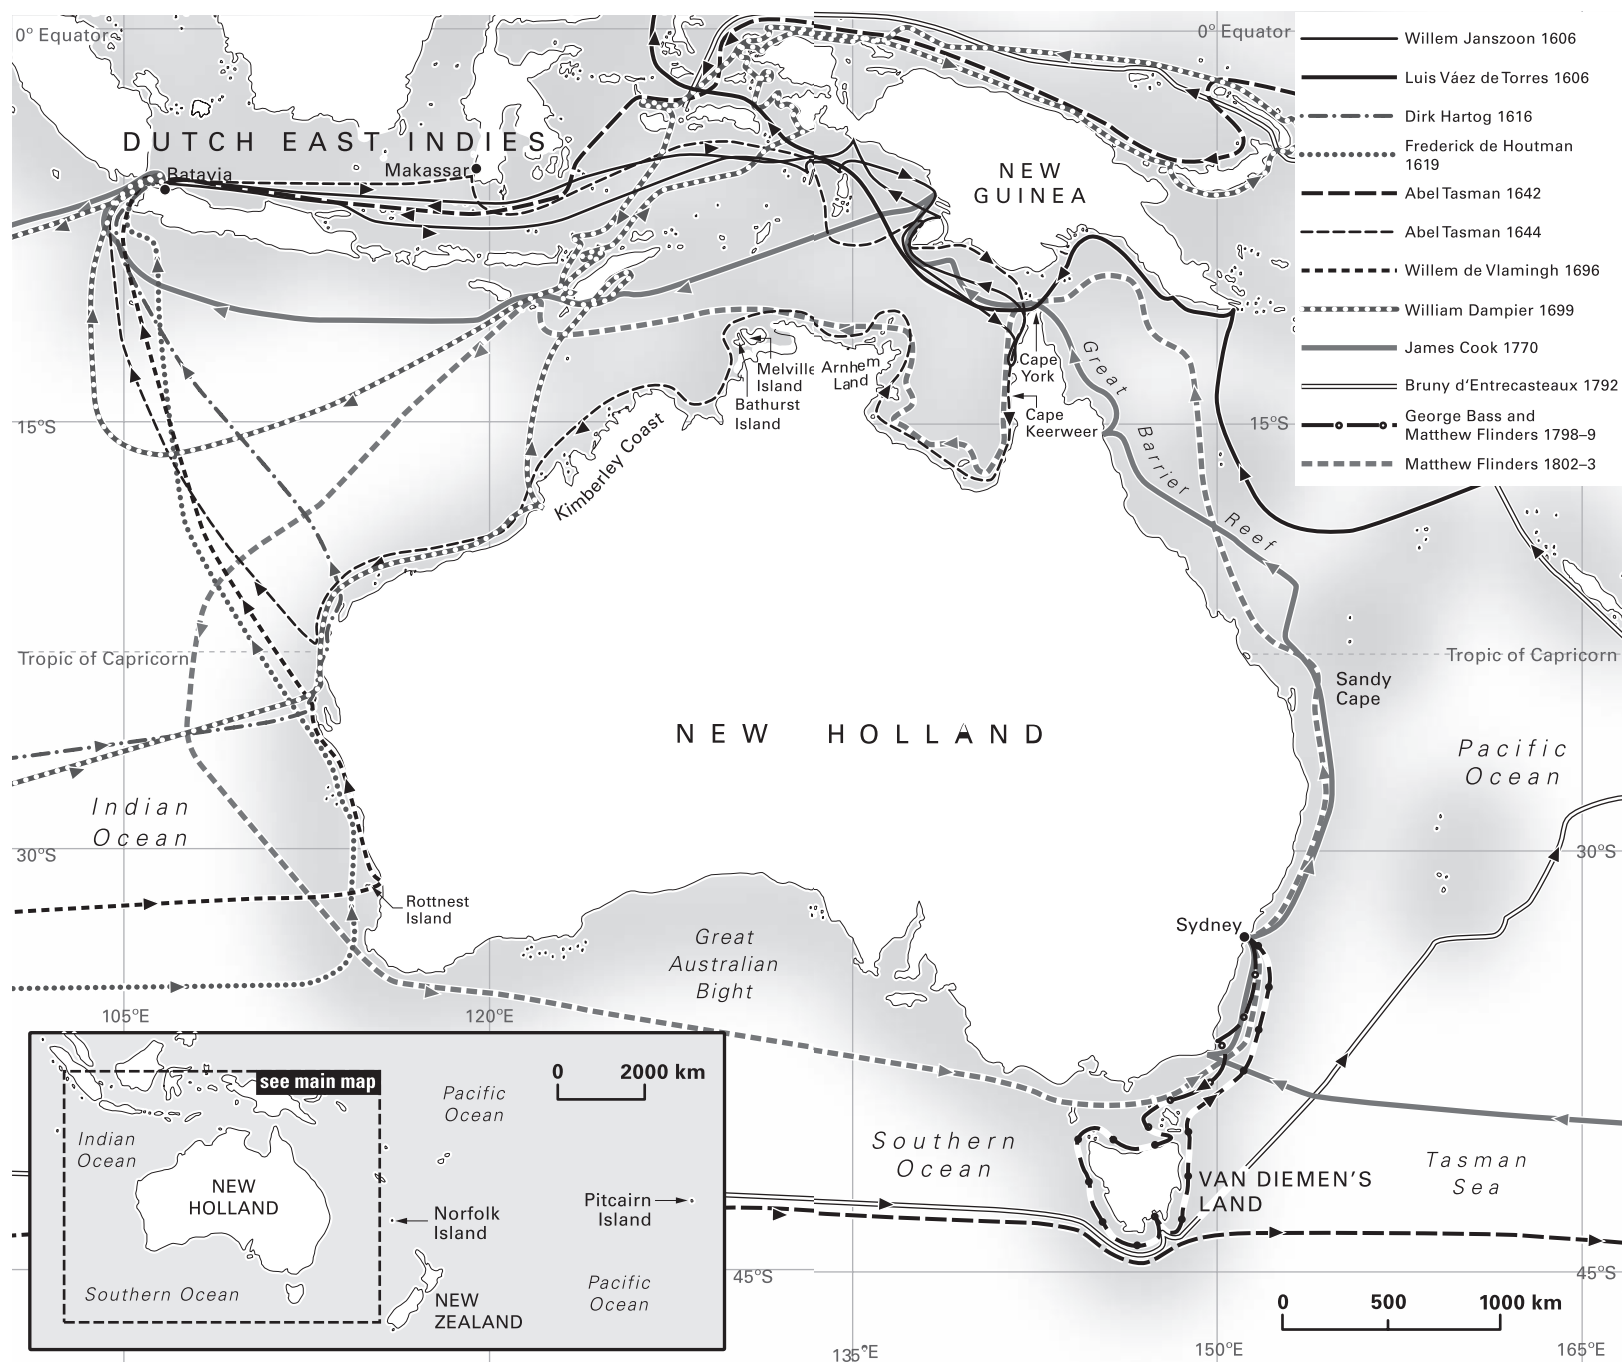 0° Equator
0° Equator
Willem Janszoon 1606
Luis Váez de Torres 1606
Dirk Hartog 1616
Frederick de Houtman
1619
Abel Tasman 1642
Abel Tasman 1644
Willem de Vlamingh 1696
William Dampier 1699
James Cook 1770
Bruny d'Entrecasteaux 1792
George Bass and
Matthew Flinders 1798–9
Matthew Flinders 1802–3
DUTCH EAST INDIES
Batavia
Makassar
NEW
GUINEA
Melville
Island
Bathurst
Island
Arnhem
Land
Cape
York
Cape
Keerweer
Great
Barrier
Reef
15°S
15°S
Kimberley Coast
Tropic of Capricorn
Tropic of Capricorn
Sandy
Cape
NEW HOLLAND
Pacific
Ocean
Indian
Ocean
30°S
30°S
Rottnest
Island
Sydney
Great
Australian
Bight
105°E
120°E
see main map
0 2000 km
Pacific
Ocean
Indian
Ocean
NEW
HOLLAND
Norfolk
Island
Pitcairn
Island
Southern Ocean
NEW
ZEALAND
Pacific
Ocean
Southern
Ocean
VAN DIEMEN'S
LAND
Tasman
Sea
45°S
45°S
0 500 1000 km
135°E
150°E
165°E